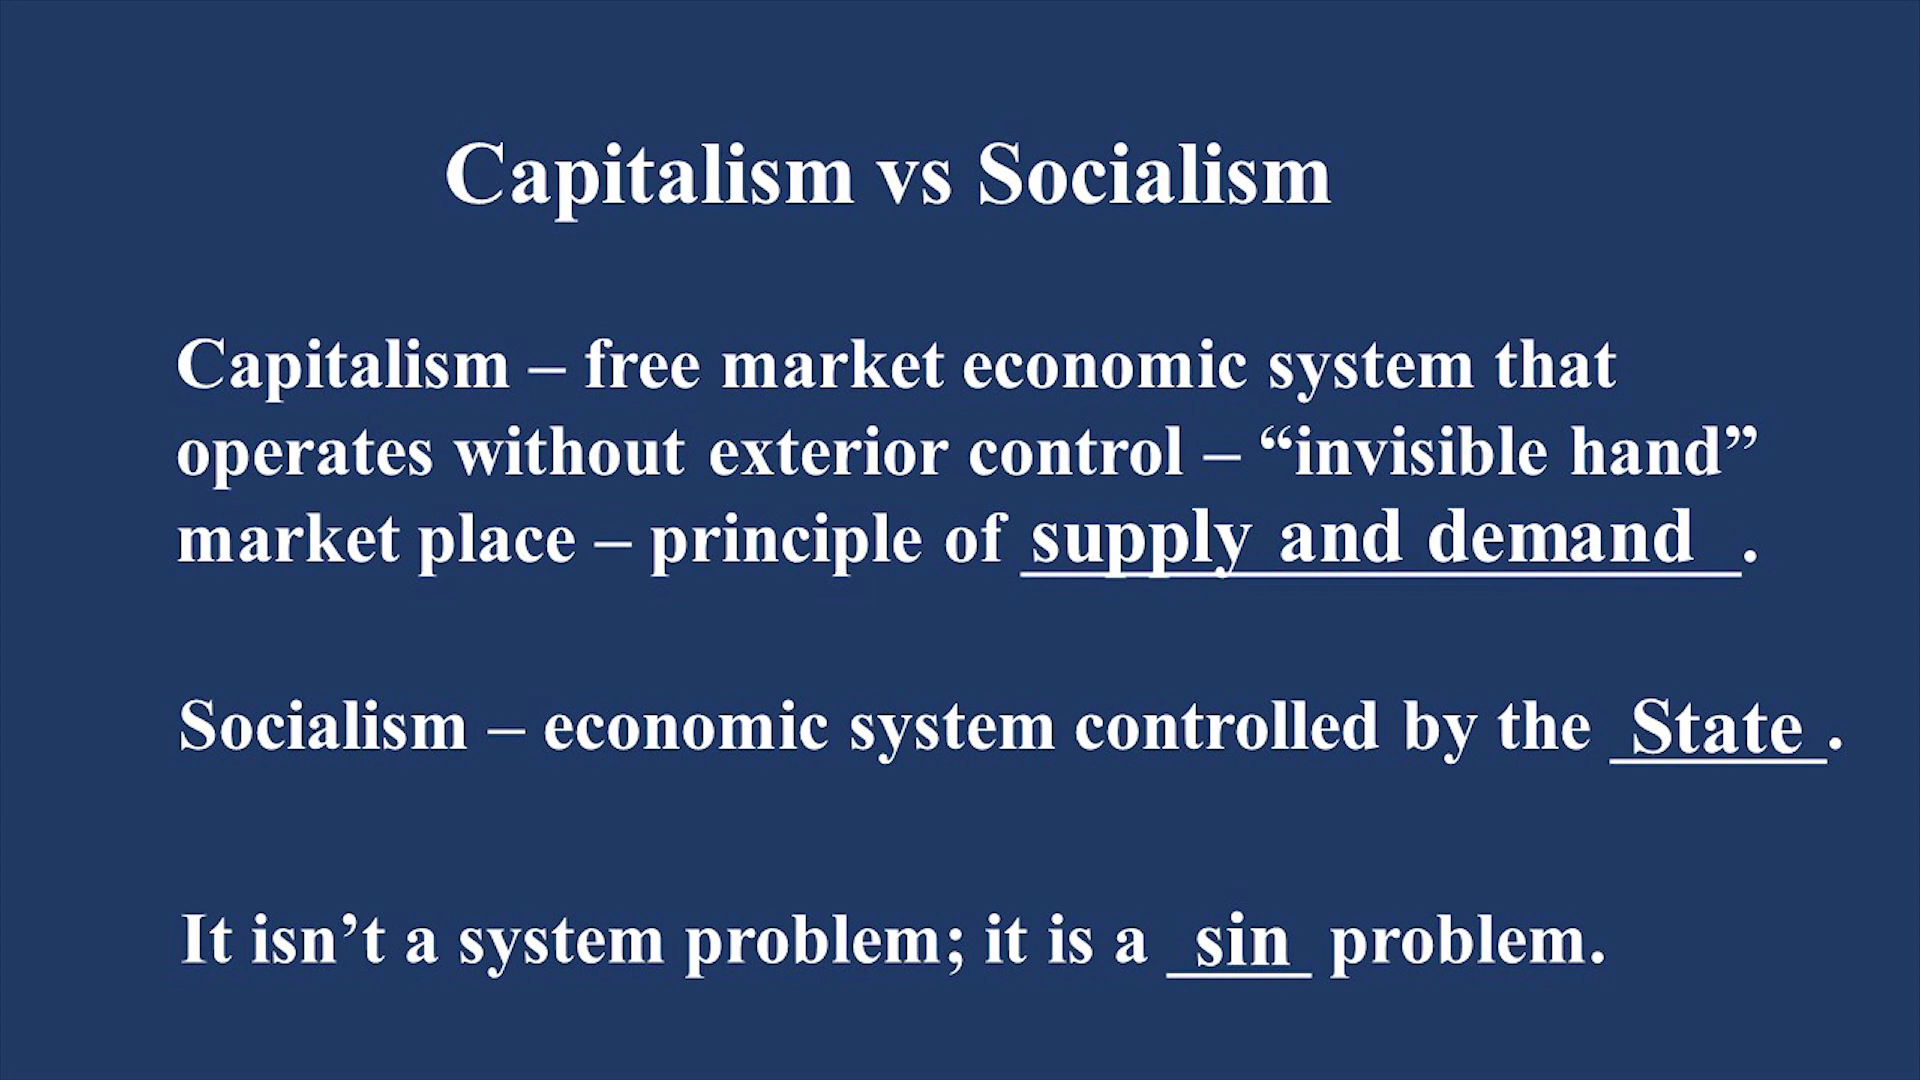 Capitalism vs Socialism
Capitalism – free market economic system that
operates without exterior control – “invisible hand”
market place – principle of supply and demand .
Socialism – economic system controlled by the State .
It isn’t a system problem; it is a sin problem.